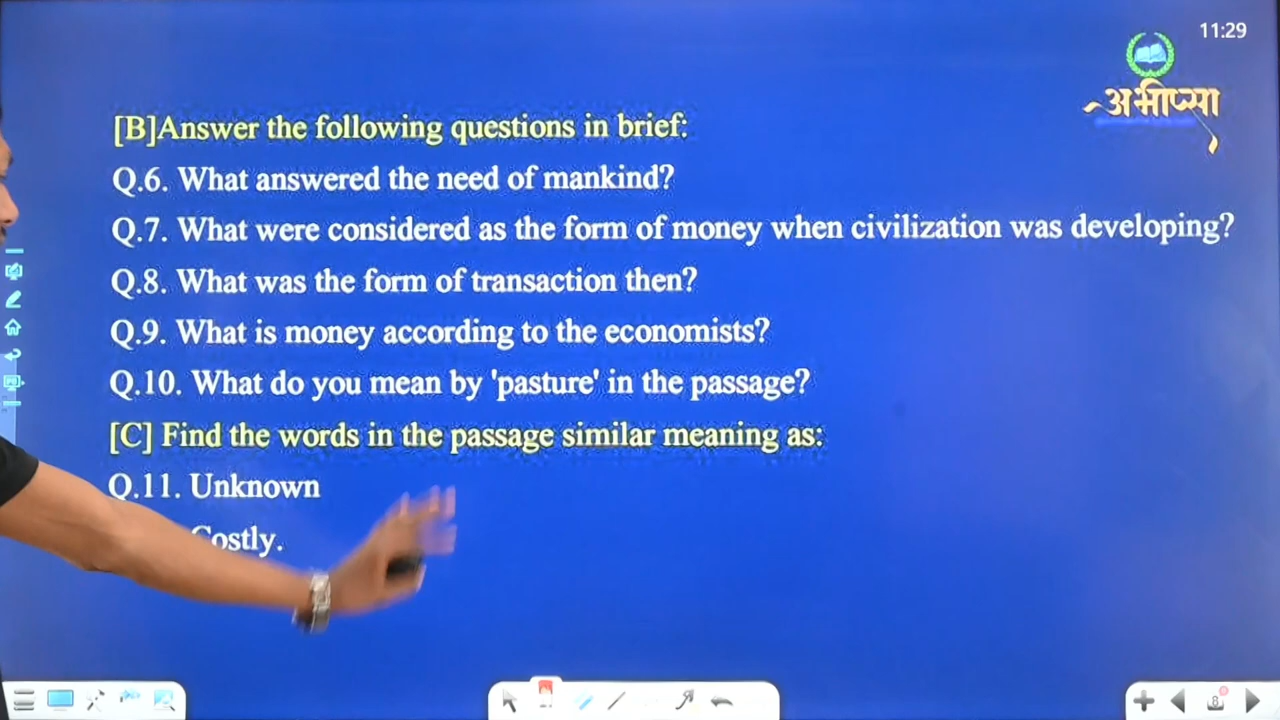 11:29
अभीप्सा
[B]Answer the following questions in brief:
Q.6. What answered the need of mankind?
Q.7. What were considered as the form of money when civilization was developing?
Q.8. What was the form of transaction then?
Q.9. What is money according to the economists?
Q.10. What do you mean by 'pasture' in the passage?
[C] Find the words in the passage similar meaning as:
Q.11. Unknown
Costly.